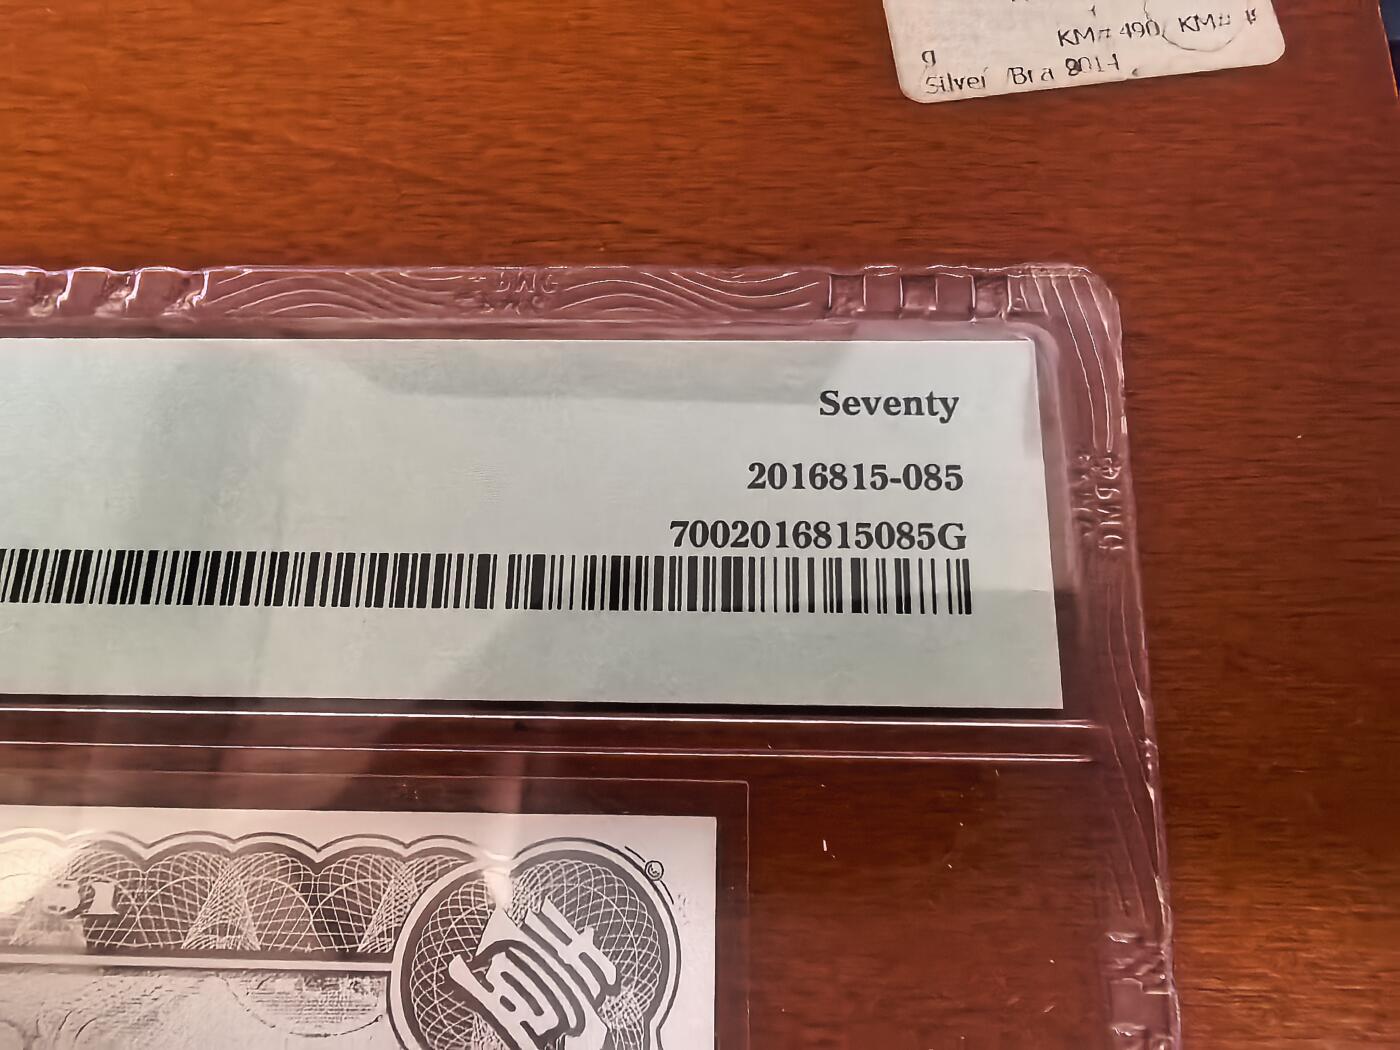 KM# 490 KM#
g
Silver
Seventy
2016815-085
7002016815085G
PMG
PMG